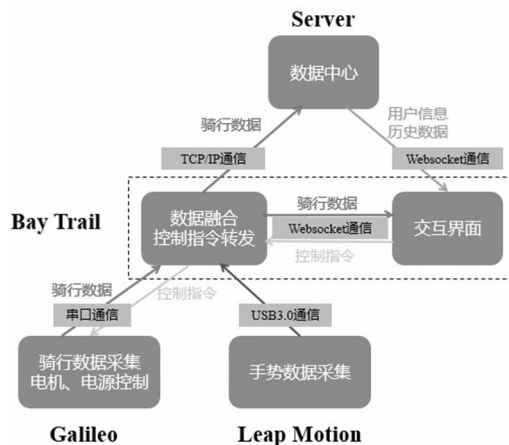 Server
数据中心
骑行数据
用户信息
历史数据
TCP/IP通信
Websocket通信
Bay Trail
数据融合
控制指令转发
骑行数据
Websocket通信
控制指令
交互界面
骑行数据
控制指令
串口通信
USB3.0通信
骑行数据采集
电机、电源控制
手势数据采集
Galileo
Leap Motion